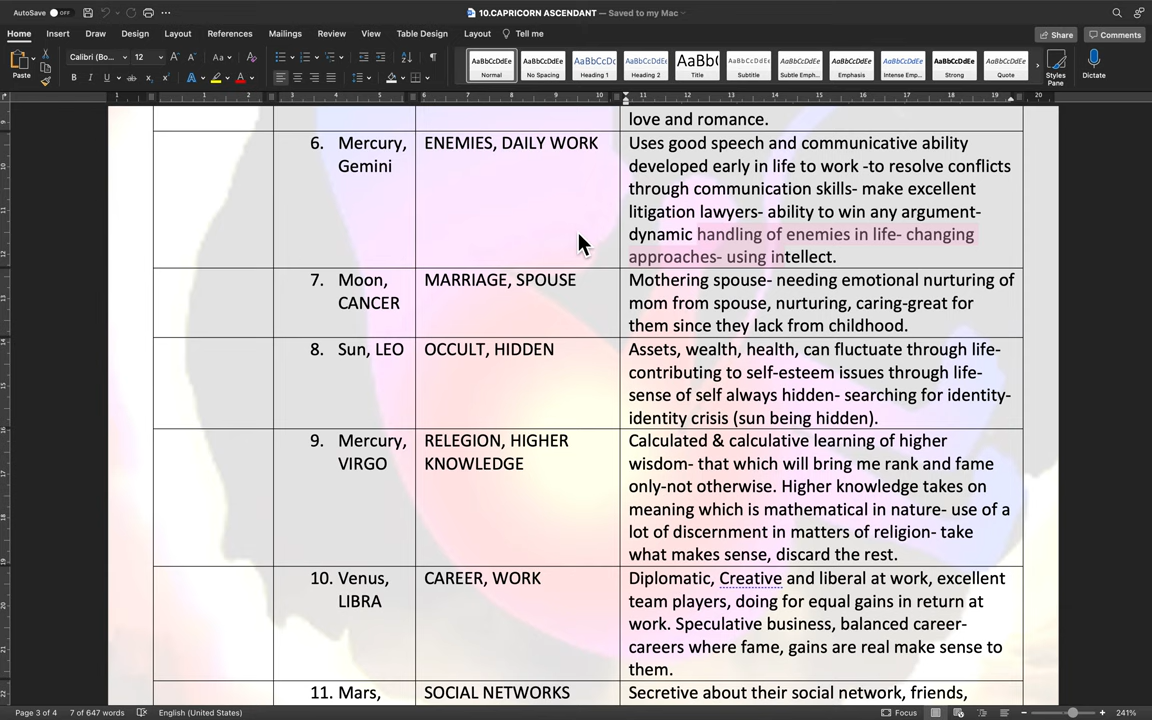 AutoSave OFF
10.CAPRICORN ASCENDANT — Saved to my Mac
Home Insert Draw Design Layout References Mailings Review View Table Design Layout Tell me
Share Comments
Paste
Calibri (Bo... 12
AaBbCcDdEe Normal
AaBbCcDdEe No Spacing
AaBbCcDc Heading 1
AaBbCcDdEe Heading 2
AaBb( Title
AaBbCcDdEe Subtitle
AaBbCcDdEe Subtle Emph...
AaBbCcDdEe Emphasis
AaBbCcDdEe Intense Emp...
AaBbCcDdEe Strong
AaBbCcDdEe Quote
Styles Pane
Dictate
love and romance.
6. Mercury, Gemini
ENEMIES, DAILY WORK
Uses good speech and communicative ability
developed early in life to work -to resolve conflicts
through communication skills- make excellent
litigation lawyers- ability to win any argument-
dynamic handling of enemies in life- changing
approaches- using intellect.
7. Moon, CANCER
MARRIAGE, SPOUSE
Mothering spouse- needing emotional nurturing of
mom from spouse, nurturing, caring-great for
them since they lack from childhood.
8. Sun, LEO
OCCULT, HIDDEN
Assets, wealth, health, can fluctuate through life-
contributing to self-esteem issues through life-
sense of self always hidden- searching for identity-
identity crisis (sun being hidden).
9. Mercury, VIRGO
RELEGION, HIGHER
KNOWLEDGE
Calculated & calculative learning of higher
wisdom- that which will bring me rank and fame
only-not otherwise. Higher knowledge takes on
meaning which is mathematical in nature- use of a
lot of discernment in matters of religion- take
what makes sense, discard the rest.
10. Venus, LIBRA
CAREER, WORK
Diplomatic, Creative and liberal at work, excellent
team players, doing for equal gains in return at
work. Speculative business, balanced career-
careers where fame, gains are real make sense to
them.
11. Mars,
SOCIAL NETWORKS
Secretive about their social network, friends,
Page 3 of 4 7 of 647 words English (United States)
Focus 241%